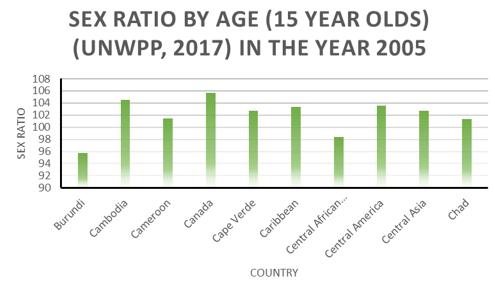 SEX RATIO BY AGE (15 YEAR OLDS)
(UNWPP, 2017) IN THE YEAR 2005
SEX RATIO
108
106
104
102
100
98
96
94
92
90
Burundi
Cambodia
Cameroon
Canada
Cape Verde
Caribbean
Central African...
Central America
Central Asia
Chad
COUNTRY